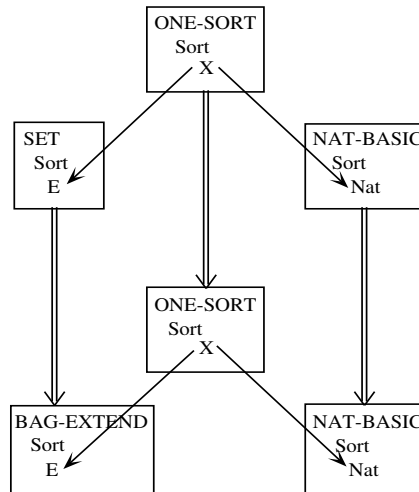 ONE-SORT
Sort
X
SET
Sort
E
NAT-BASIC
Sort
Nat
ONE-SORT
Sort
X
BAG-EXTEND
Sort
E
NAT-BASIC
Sort
Nat